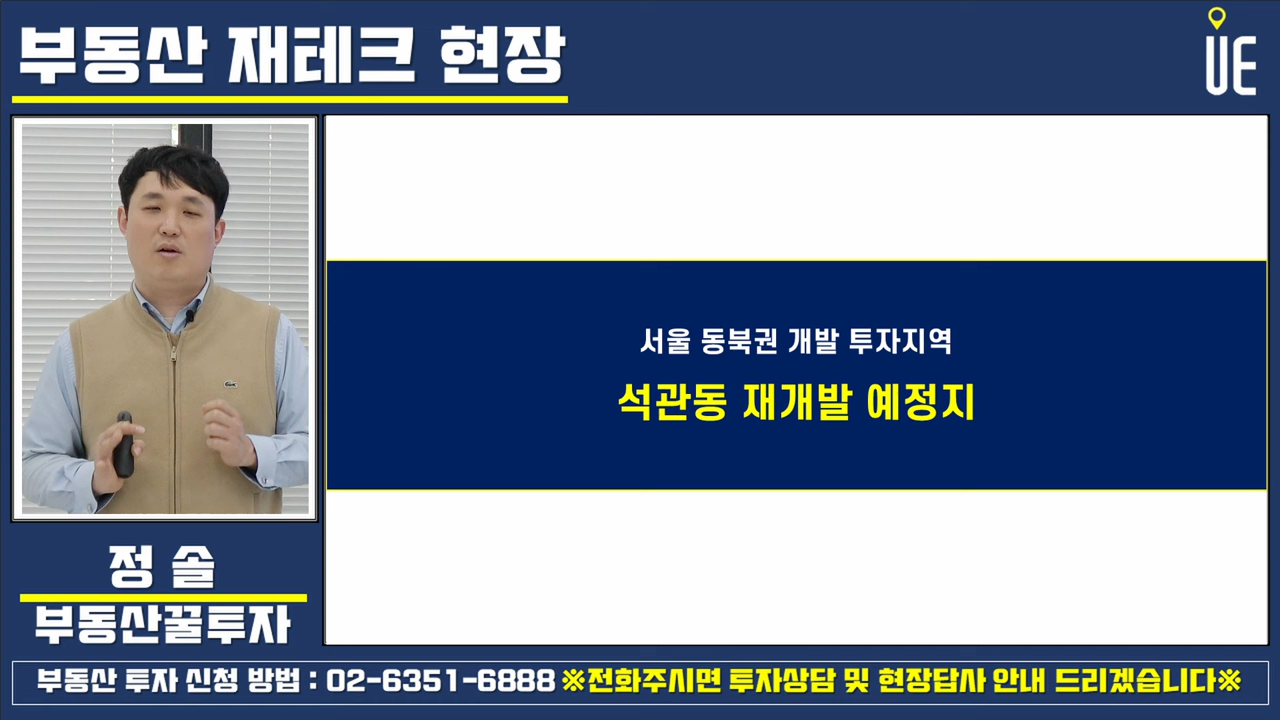 부동산 재테크 현장
UE
서울 동북권 개발 투자지역
석관동 재개발 예정지
정 솔
부동산꿀투자
부동산 투자 신청 방법 : 02-6351-6888 ※전화주시면 투자상담 및 현장답사 안내 드리겠습니다※